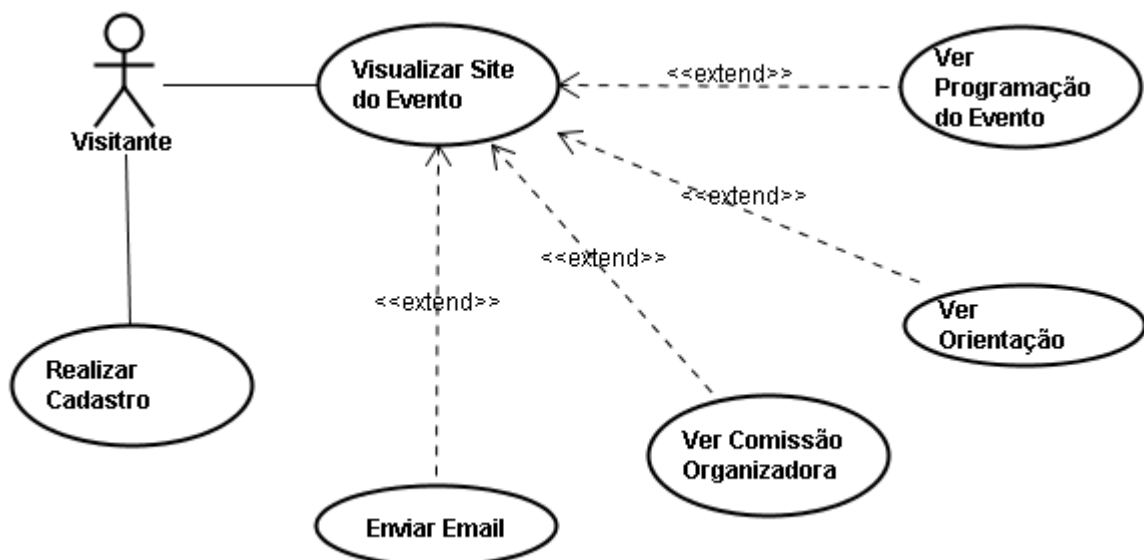 Visualizar Site
do Evento
<<extend>>
Ver
Programação
do Evento
Visitante
<<extend>>
<<extend>>
<<extend>>
Ver
Orientação
Realizar
Cadastro
Ver Comissão
Organizadora
Enviar Email